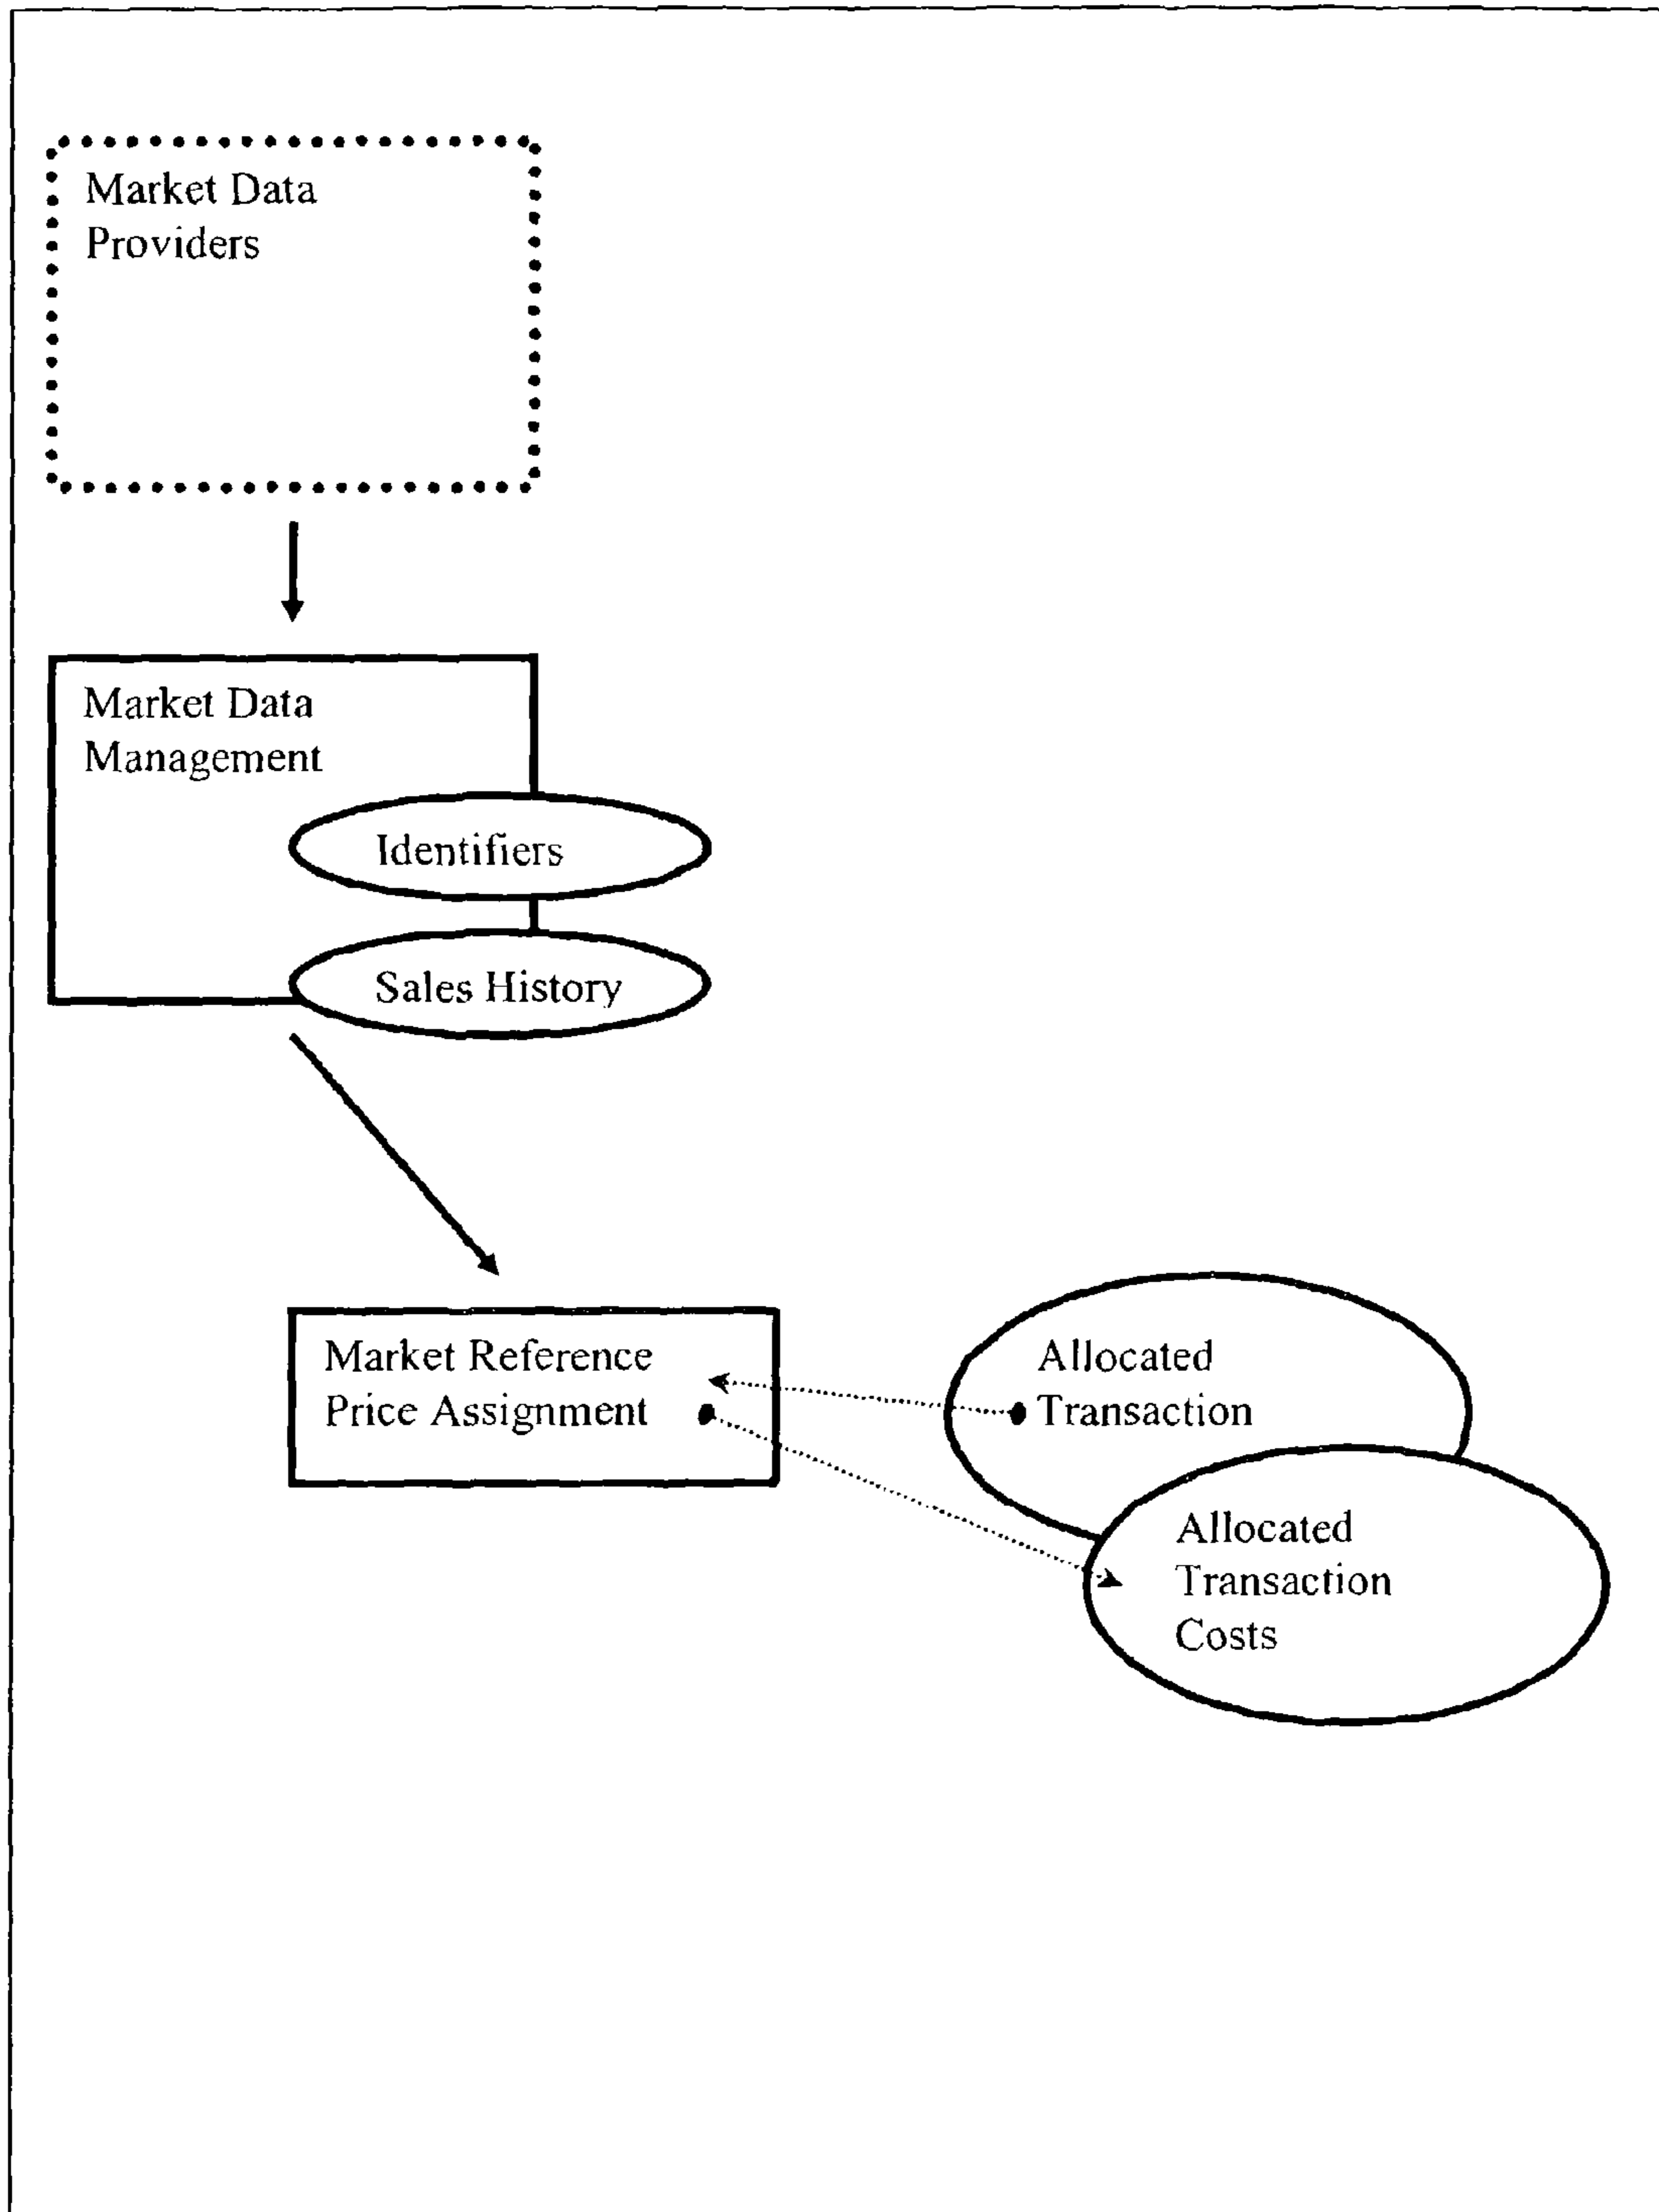 Market Data
Providers
Market Data
Management
Identifiers
Sales History
Market Reference
Price Assignment
Allocated
Transaction
Allocated
Transaction
Costs